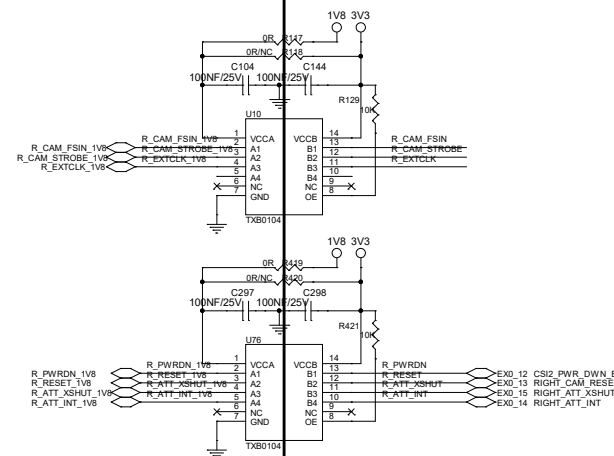 1V8 3V3
0R R117
0R/NC R118
C104 C144
100NF/25V 100NF/25V
R129
10K
U10
1 VCCA VCCB 14
R_CAM_FSIN_1V8 R_CAM_FSIN_1V8 2 A1 B1 13 R_CAM_FSIN
R_CAM_STROBE_1V8 R_CAM_STROBE_1V8 3 A2 B2 12 R_CAM_STROBE
R_EXTCLK_1V8 R_EXTCLK_1V8 4 A3 B3 11 R_EXTCLK
5 A4 B4 10
6 NC NC 9
7 GND OE 8
TXB0104
1V8 3V3
0R R419
0R/NC R420
C297 C298
100NF/25V 100NF/25V
R421
10K
U76
1 VCCA VCCB 14
R_PWRDN_1V8 R_PWRDN_1V8 2 A1 B1 13 R_PWRDN EX0_12 CSI2_PWR_DWN_
R_RESET_1V8 R_RESET_1V8 3 A2 B2 12 R_RESET EX0_13 RIGHT_CAM_RESE
R_ATT_XSHUT_1V8 R_ATT_XSHUT_1V8 4 A3 B3 11 R_ATT_XSHUT EX0_15 RIGHT_ATT_XSHUT
R_ATT_INT_1V8 R_ATT_INT_1V8 5 A4 B4 10 R_ATT_INT EX0_14 RIGHT_ATT_INT
6 NC NC 9
7 GND OE 8
TXB0104